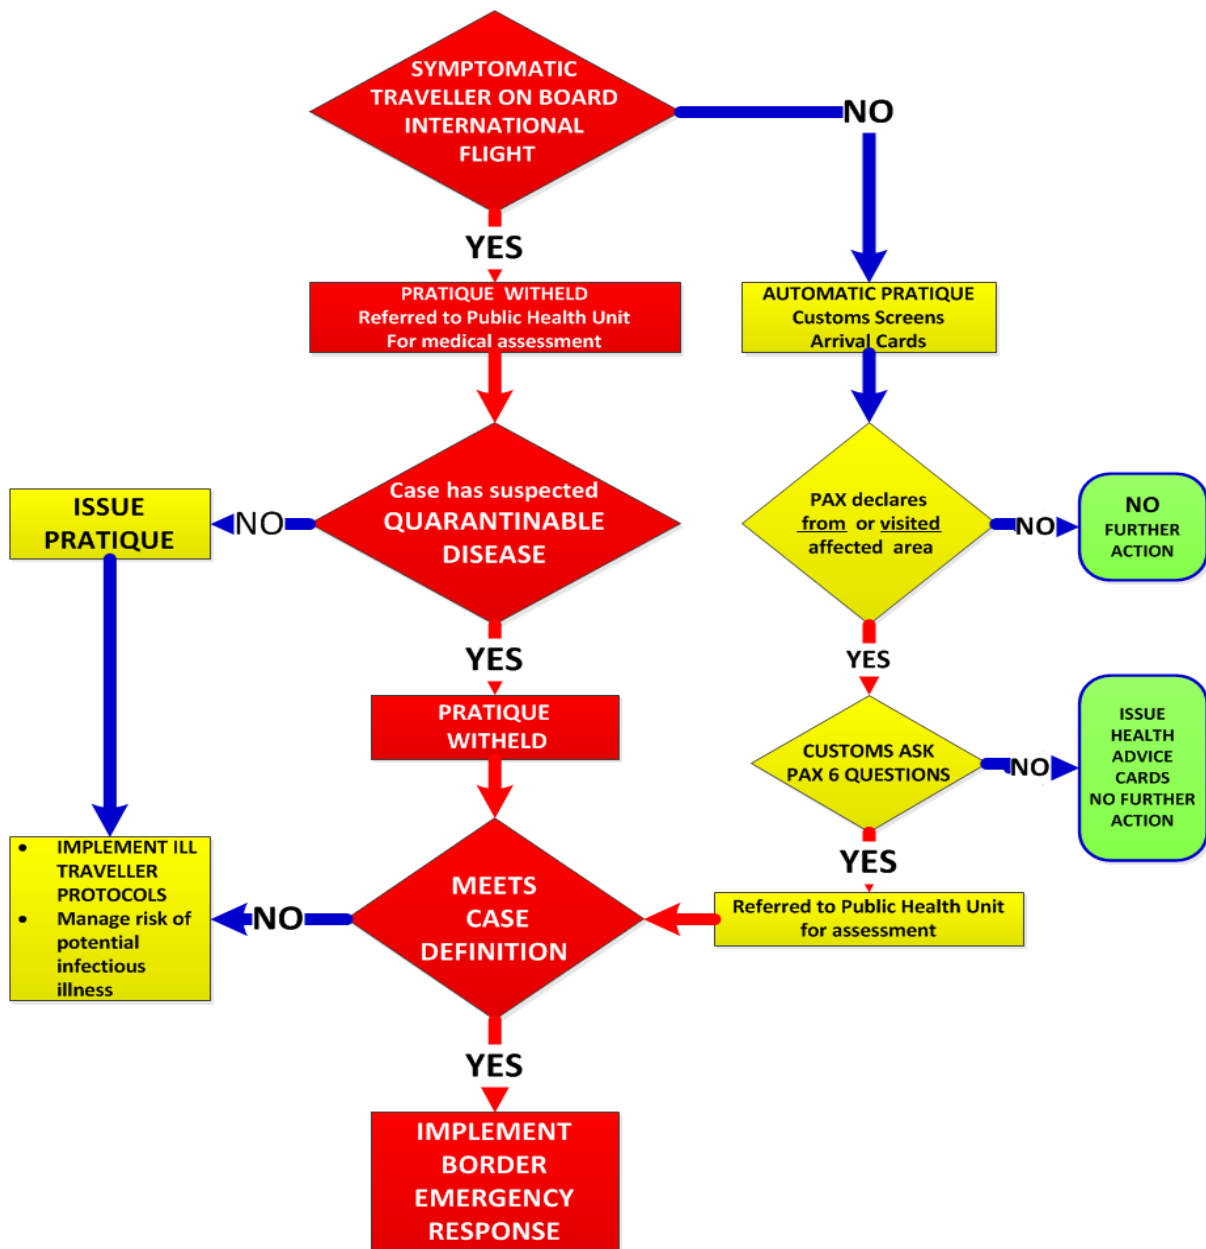 SYMPTOMATIC
TRAVELLER ON BOARD
INTERNATIONAL
FLIGHT
NO
YES
PRATIQUE WITHELD
Referred to Public Health Unit
For medical assessment
AUTOMATIC PRATIQUE
Customs Screens
Arrival Cards
Case has suspected
QUARANTINABLE
DISEASE
NO
ISSUE
PRATIQUE
PAX declares
from or visited
affected area
NO
NO
FURTHER
ACTION
YES
YES
PRATIQUE
WITHELD
CUSTOMS ASK
PAX 6 QUESTIONS
NO
ISSUE
HEALTH
ADVICE
CARDS
NO FURTHER
ACTION
YES
Referred to Public Health Unit
for assessment
MEETS
CASE
DEFINITION
NO
• IMPLEMENT ILL
TRAVELLER
PROTOCOLS
• Manage risk of
potential
infectious
illness
YES
IMPLEMENT
BORDER
EMERGENCY
RESPONSE